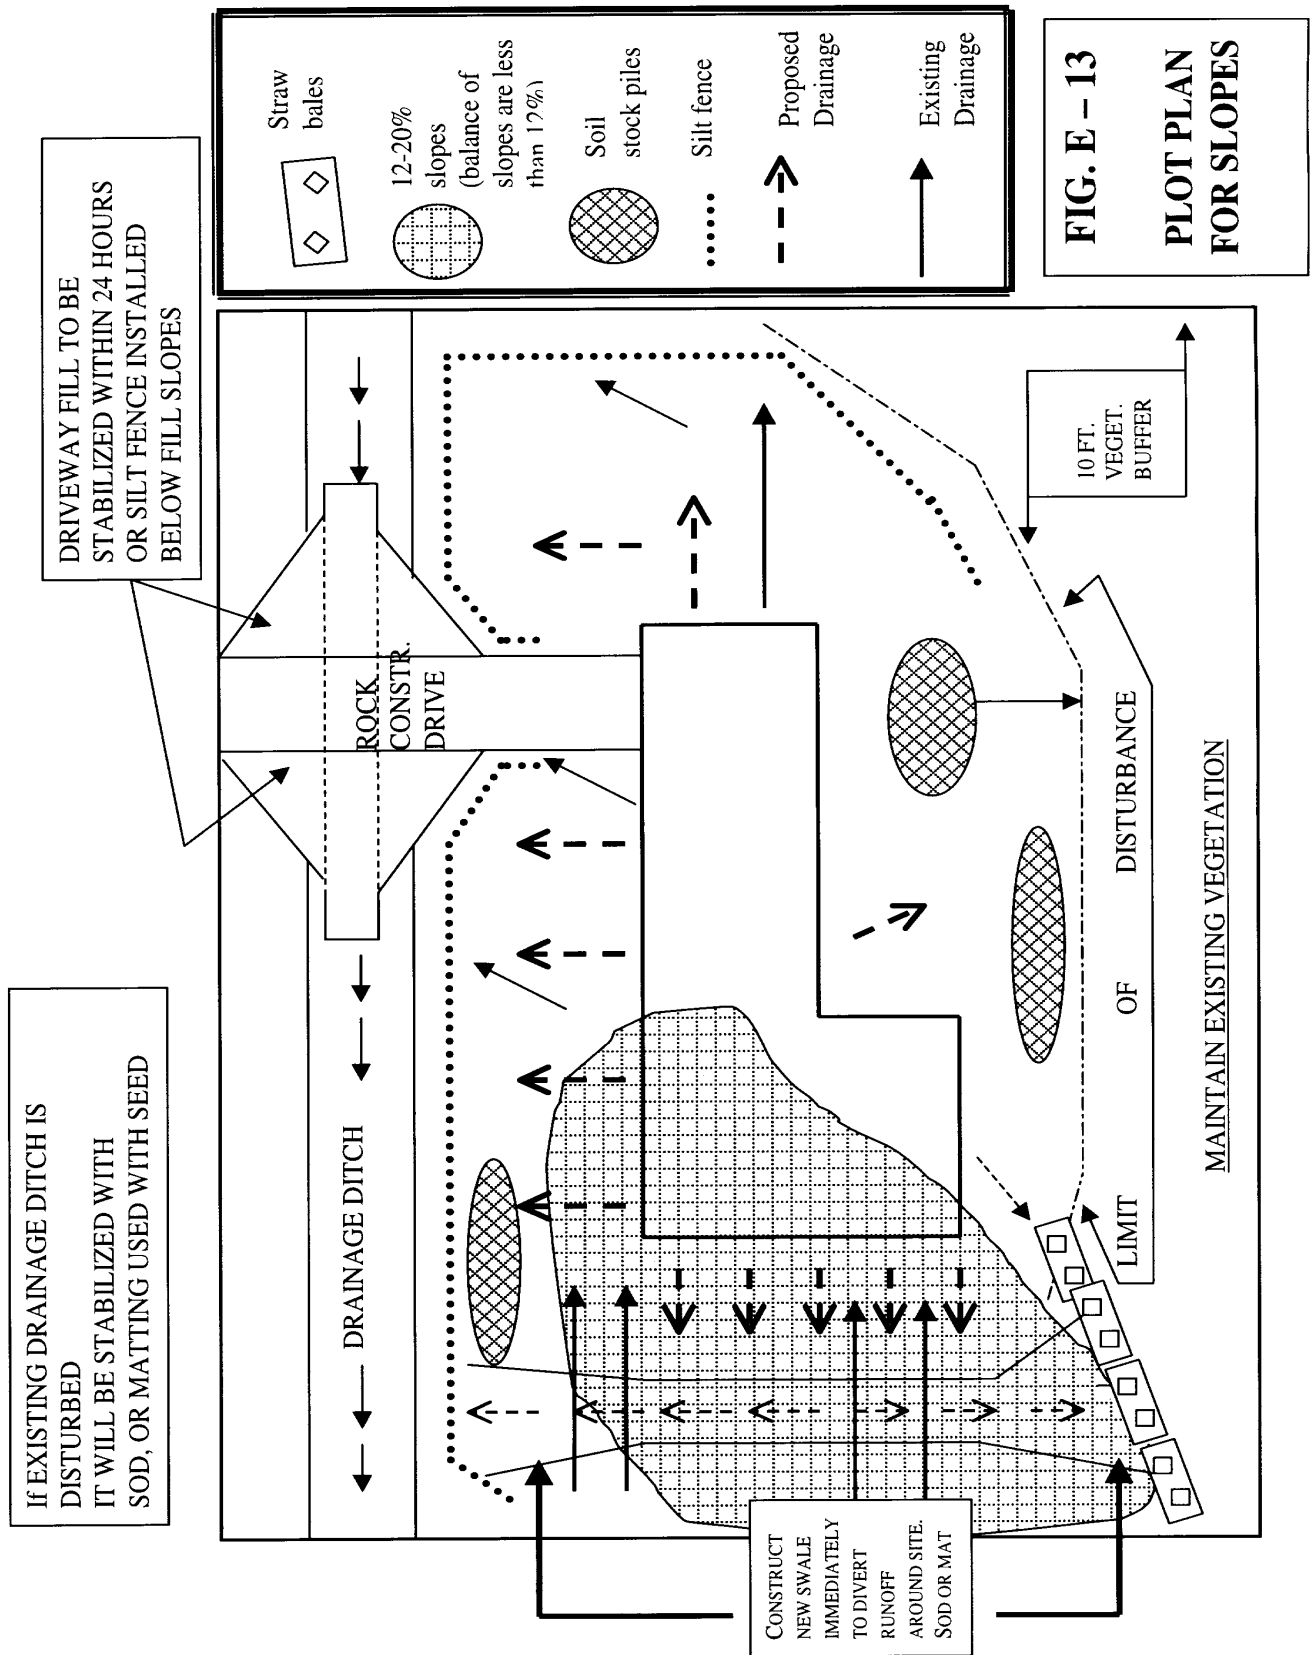 If EXISTING DRAINAGE DITCH IS
DISTURBED
IT WILL BE STABILIZED WITH
SOD, OR MATTING USED WITH SEED
DRIVEWAY FILL TO BE
STABILIZED WITHIN 24 HOURS
OR SILT FENCE INSTALLED
BELOW FILL SLOPES
DRAINAGE DITCH
ROCK
CONSTR.
DRIVE
CONSTRUCT
NEW SWALE
IMMEDIATELY
TO DIVERT
RUNOFF
AROUND SITE.
SOD OR MAT
10 FT.
VEGET.
BUFFER
LIMIT OF DISTURBANCE
MAINTAIN EXISTING VEGETATION
Straw
bales
12-20%
slopes
(balance of
slopes are less
than 12%)
Soil
stock piles
Silt fence
Proposed
Drainage
Existing
Drainage
FIG. E – 13
PLOT PLAN
FOR SLOPES